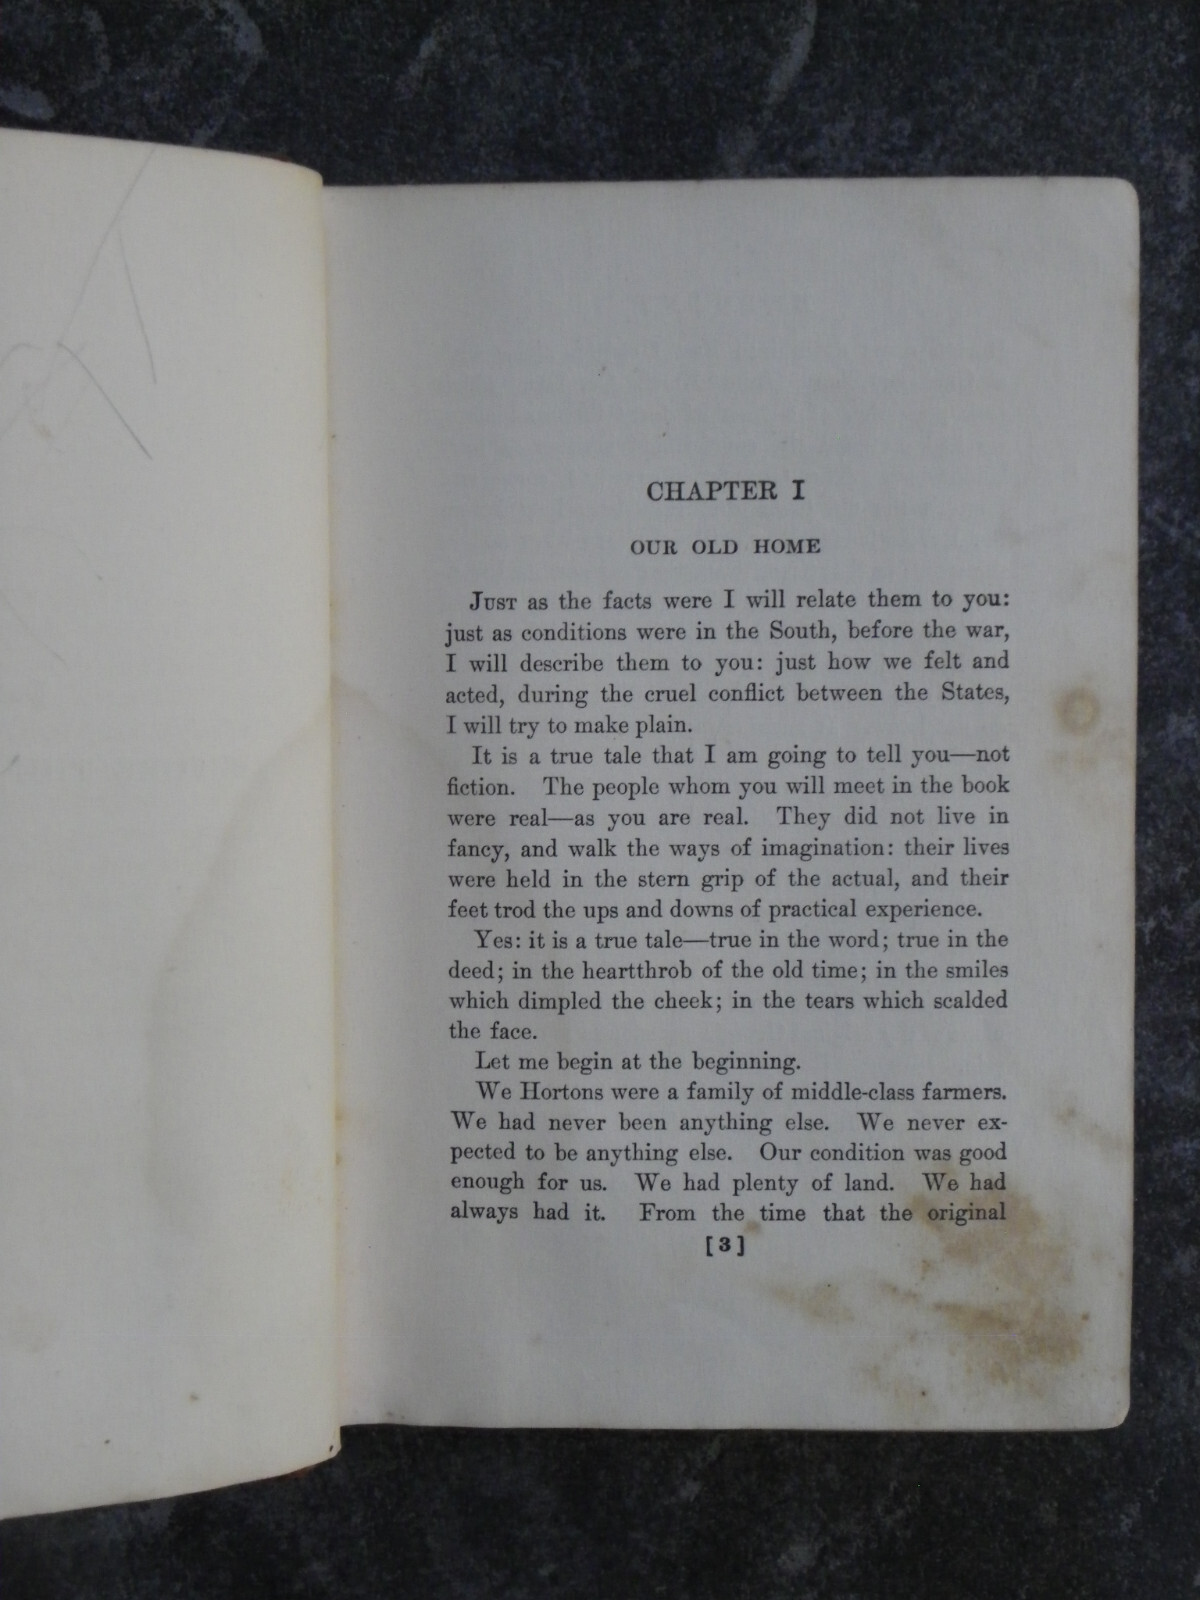 CHAPTER I
OUR OLD HOME
JUST as the facts were I will relate them to you:
just as conditions were in the South, before the war,
I will describe them to you: just how we felt and
acted, during the cruel conflict between the States,
I will try to make plain.
It is a true tale that I am going to tell you—not
fiction. The people whom you will meet in the book
were real—as you are real. They did not live in
fancy, and walk the ways of imagination: their lives
were held in the stern grip of the actual, and their
feet trod the ups and downs of practical experience.
Yes: it is a true tale—true in the word; true in the
deed; in the heartthrob of the old time; in the smiles
which dimpled the cheek; in the tears which scalded
the face.
Let me begin at the beginning.
We Hortons were a family of middle-class farmers.
We had never been anything else. We never ex-
pected to be anything else. Our condition was good
enough for us. We had plenty of land. We had
always had it. From the time that the original
[3]